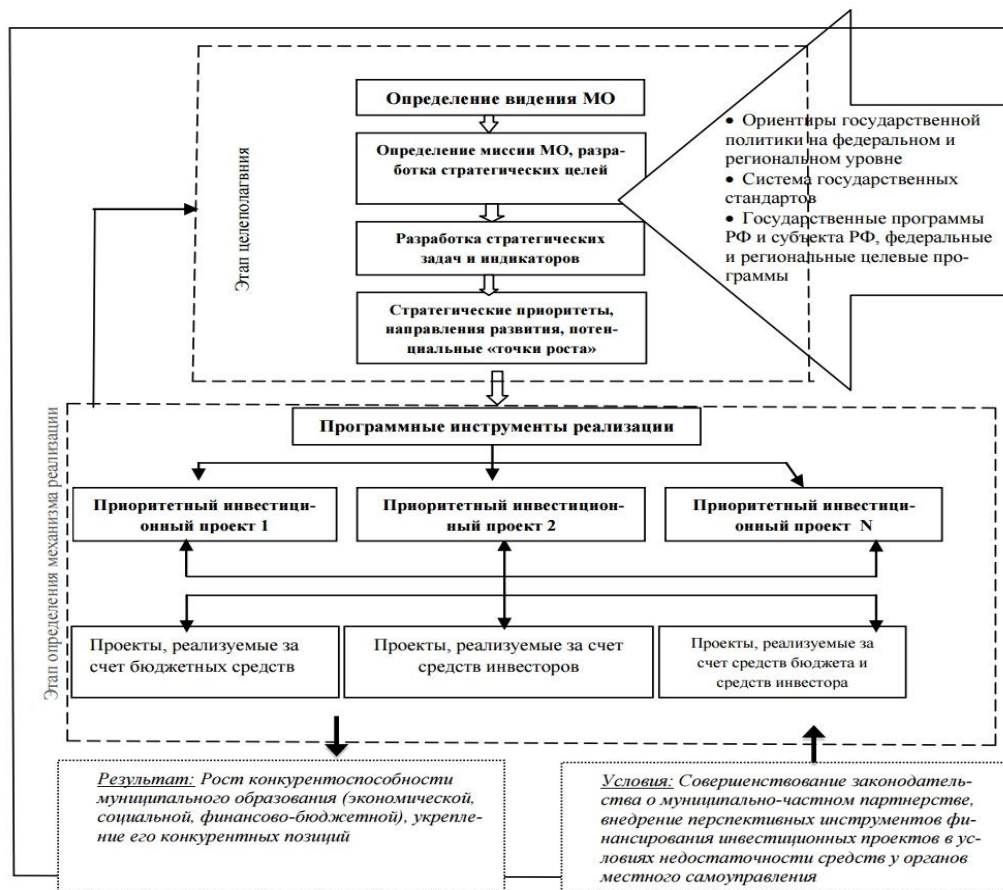 Этап целеполагвния
Определение видения МО
Определение миссии МО, разра-
ботка стратегических целей
Разработка стратегических
задач и индикаторов
Стратегические приоритеты,
направления развития, потен-
циальные «точки роста»
• Ориентиры государственной
политики на федеральном и
региональном уровне
• Система государственных
стандартов
• Государственные программы
РФ и субъекта РФ, федеральные
и региональные целевые про-
граммы
Этап определения механизма реализации
Программные инструменты реализации
Приоритетный инвестици-
онный проект 1
Приоритетный инвестицион-
ный проект 2
Приоритетный инвестици-
онный проект N
Проекты, реализуемые за
счет бюджетных средств
Проекты, реализуемые за счет
средств инвесторов
Проекты, реализуемые за
счет средств бюджета и
средств инвестора
Результат: Рост конкурентоспособности
муниципального образования (экономической,
социальной, финансово-бюджетной), укрепле-
ние его конкурентных позиций
Условия: Совершенствование законодатель-
ства о муниципально-частном партнерстве,
внедрение перспективных инструментов фи-
нансирования инвестиционных проектов в ус-
ловиях недостаточности средств у органов
местного самоуправления